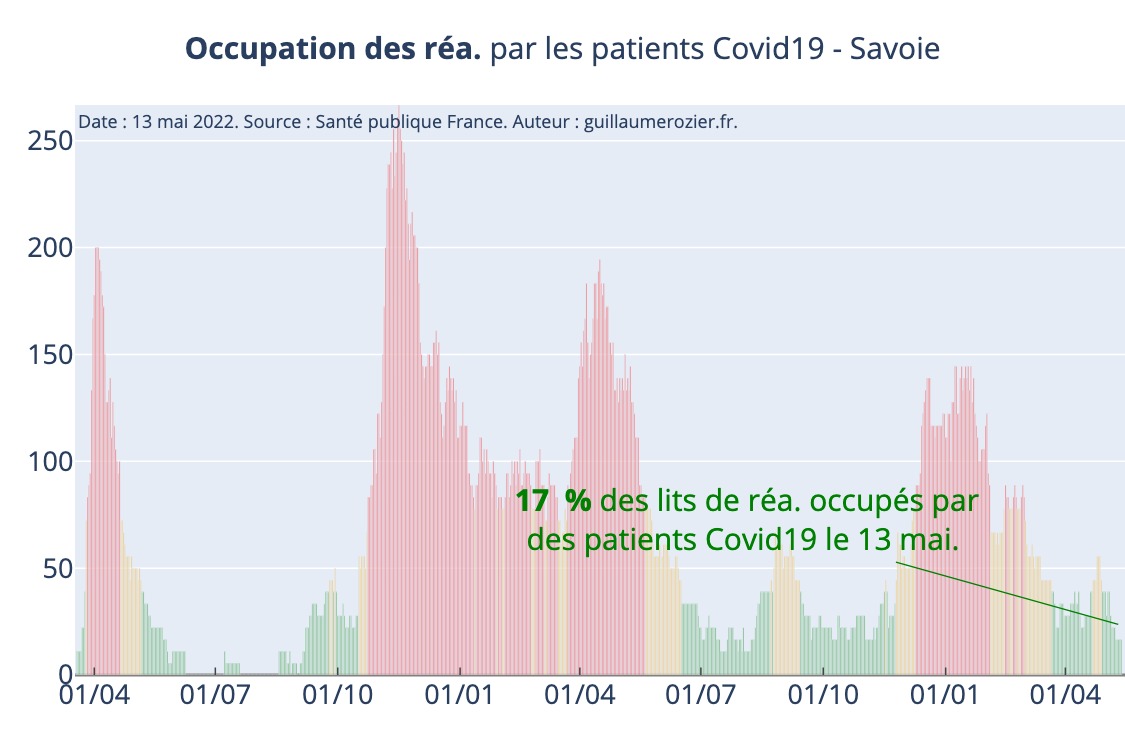 Occupation des réa. par les patients Covid19 - Savoie
Date : 13 mai 2022. Source : Santé publique France. Auteur : guillaumerozier.fr.
250
200
150
100
17 % des lits de réa. occupés par
des patients Covid19 le 13 mai.
50
0
01/04 01/07 01/10 01/01 01/04 01/07 01/10 01/01 01/04